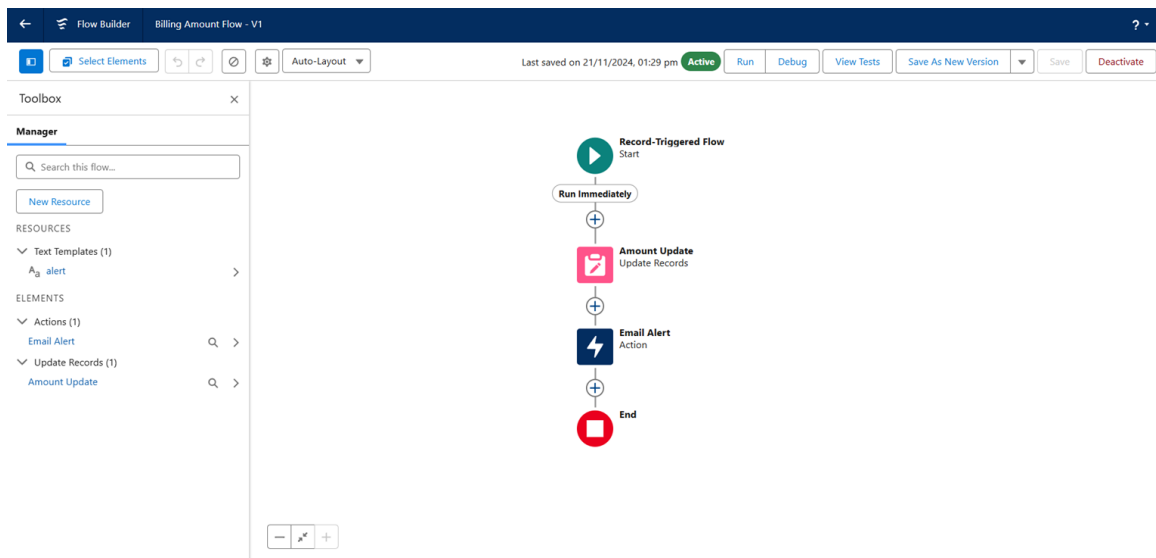 Flow Builder Billing Amount Flow - V1 ?
Select Elements Auto-Layout Last saved on 21/11/2024, 01:29 pm Active Run Debug View Tests Save As New Version Save Deactivate
Toolbox
Manager
Search this flow...
New Resource
RESOURCES
Text Templates (1)
Aa alert
ELEMENTS
Actions (1)
Email Alert
Update Records (1)
Amount Update
Record-Triggered Flow
Start
Run Immediately
Amount Update
Update Records
Email Alert
Action
End